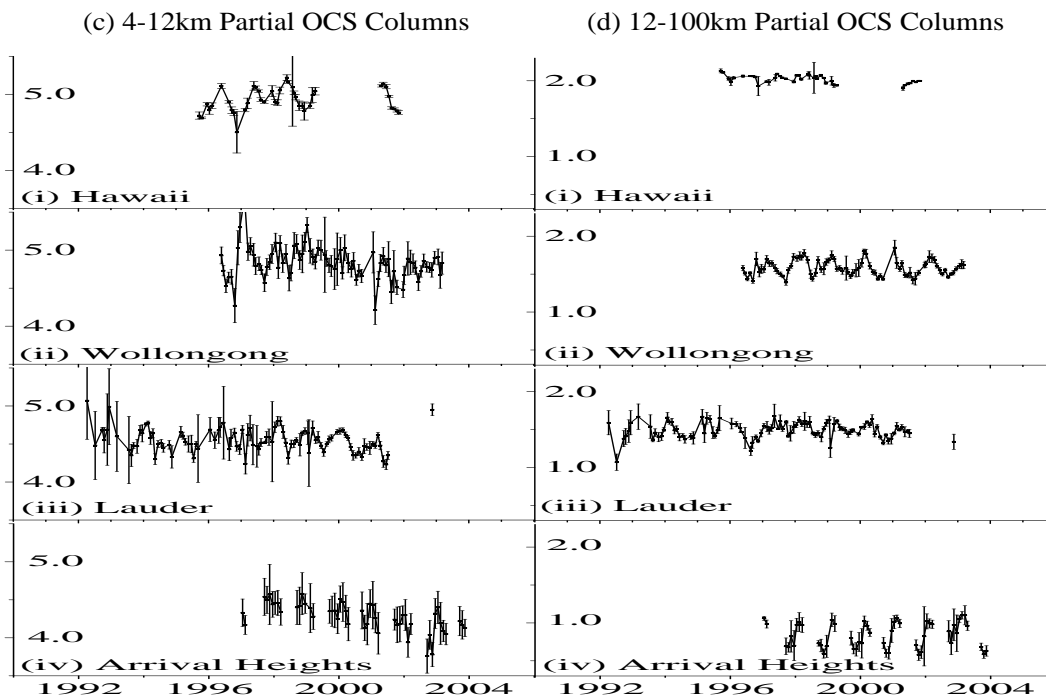 (c) 4-12km Partial OCS Columns
5.0
4.0
(i) Hawaii
5.0
4.0
(ii) Wollongong
5.0
4.0
(iii) Lauder
5.0
4.0
(iv) Arrival Heights
1992 1996 2000 2004
(d) 12-100km Partial OCS Columns
2.0
1.0
(i) Hawaii
2.0
1.0
(ii) Wollongong
2.0
1.0
(iii) Lauder
2.0
1.0
(iv) Arrival Heights
1992 1996 2000 2004